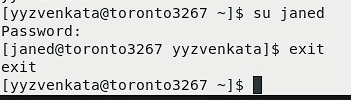 [yyzvenkata@toronto3267 ~]$ su janed
Password:
[janed@toronto3267 yyzvenkata]$ exit
exit
[yyzvenkata@toronto3267 ~]$